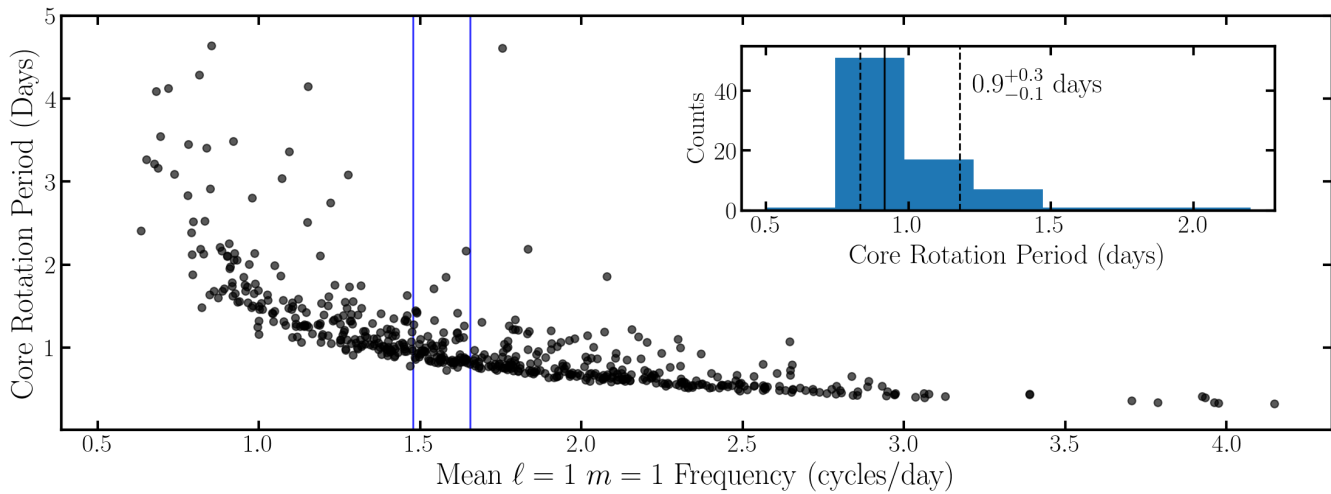 5
4
3
2
1
Core Rotation Period (Days)
0.5 1.0 1.5 2.0 2.5 3.0 3.5 4.0
Mean ℓ = 1 m = 1 Frequency (cycles/day)
40
20
0
Counts
0.9^{+0.3}_{-0.1} days
0.5 1.0 1.5 2.0
Core Rotation Period (days)